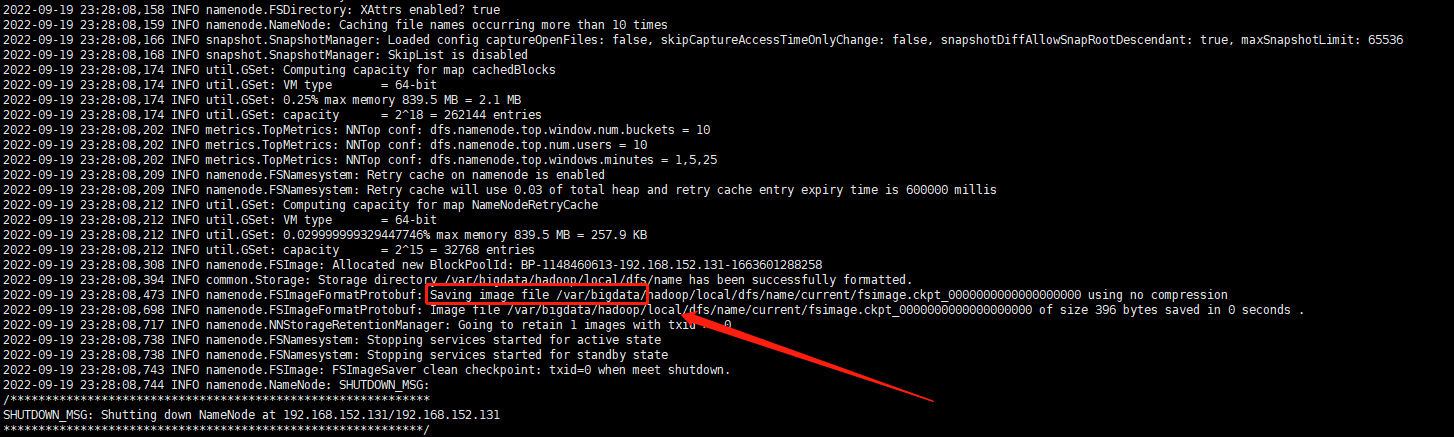 2022-09-19 23:28:08,158 INFO namenode.FSDirectory: XAttrs enabled? true
2022-09-19 23:28:08,159 INFO namenode.NameNode: Caching file names occurring more than 10 times
2022-09-19 23:28:08,166 INFO snapshot.SnapshotManager: Loaded config captureOpenFiles: false, skipCaptureAccessTimeOnlyChange: false, snapshotDiffAllowSnapRootDescendant: true, maxSnapshotLimit: 65536
2022-09-19 23:28:08,168 INFO snapshot.SnapshotManager: SkipList is disabled
2022-09-19 23:28:08,174 INFO util.GSet: Computing capacity for map cachedBlocks
2022-09-19 23:28:08,174 INFO util.GSet: VM type       = 64-bit
2022-09-19 23:28:08,174 INFO util.GSet: 0.25% max memory 839.5 MB = 2.1 MB
2022-09-19 23:28:08,174 INFO util.GSet: capacity      = 2^18 = 262144 entries
2022-09-19 23:28:08,202 INFO metrics.TopMetrics: NNTop conf: dfs.namenode.top.window.num.buckets = 10
2022-09-19 23:28:08,202 INFO metrics.TopMetrics: NNTop conf: dfs.namenode.top.num.users = 10
2022-09-19 23:28:08,202 INFO metrics.TopMetrics: NNTop conf: dfs.namenode.top.windows.minutes = 1,5,25
2022-09-19 23:28:08,209 INFO namenode.FSNamesystem: Retry cache on namenode is enabled
2022-09-19 23:28:08,209 INFO namenode.FSNamesystem: Retry cache will use 0.03 of total heap and retry cache entry expiry time is 600000 millis
2022-09-19 23:28:08,212 INFO util.GSet: Computing capacity for map NameNodeRetryCache
2022-09-19 23:28:08,212 INFO util.GSet: VM type       = 64-bit
2022-09-19 23:28:08,212 INFO util.GSet: 0.029999999329447746% max memory 839.5 MB = 257.9 KB
2022-09-19 23:28:08,212 INFO util.GSet: capacity      = 2^15 = 32768 entries
2022-09-19 23:28:08,308 INFO namenode.FSImage: Allocated new BlockPoolId: BP-1148460613-192.168.152.131-1663601288258
2022-09-19 23:28:08,394 INFO common.Storage: Storage directory /var/bigdata/hadoop/local/dfs/name has been successfully formatted.
2022-09-19 23:28:08,473 INFO namenode.FSImageFormatProtobuf: Saving image file /var/bigdata/hadoop/local/dfs/name/current/fsimage.ckpt_0000000000000000000 using no compression
2022-09-19 23:28:08,698 INFO namenode.FSImageFormatProtobuf: Image file /var/bigdata/hadoop/local/dfs/name/current/fsimage.ckpt_0000000000000000000 of size 396 bytes saved in 0 seconds .
2022-09-19 23:28:08,717 INFO namenode.NNStorageRetentionManager: Going to retain 1 images with txid 0
2022-09-19 23:28:08,738 INFO namenode.FSNamesystem: Stopping services started for active state
2022-09-19 23:28:08,738 INFO namenode.FSNamesystem: Stopping services started for standby state
2022-09-19 23:28:08,743 INFO namenode.FSImage: FSImageSaver clean checkpoint: txid=0 when meet shutdown.
2022-09-19 23:28:08,744 INFO namenode.NameNode: SHUTDOWN_MSG:
/************************************************************
SHUTDOWN_MSG: Shutting down NameNode at 192.168.152.131/192.168.152.131
************************************************************/